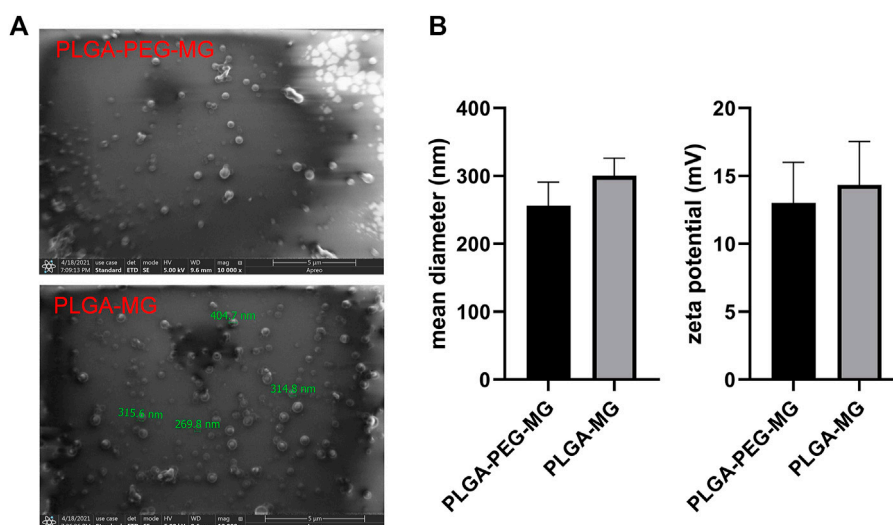 A
PLGA-PEG-MG
4/18/2021 use case det mode HV WD mag 5 µm
7:09:13 PM Standard ETD SE 5.00 kV 9.6 mm 10 000 x Apreo
PLGA-MG
404.7 nm
314.8 nm
315.5 nm
269.8 nm
4/18/2021 use case det mode HV WD mag 5 µm
B
mean diameter (nm)
400
300
200
100
0
PLGA-PEG-MG
PLGA-MG
zeta potential (mV)
20
15
10
5
0
PLGA-PEG-MG
PLGA-MG